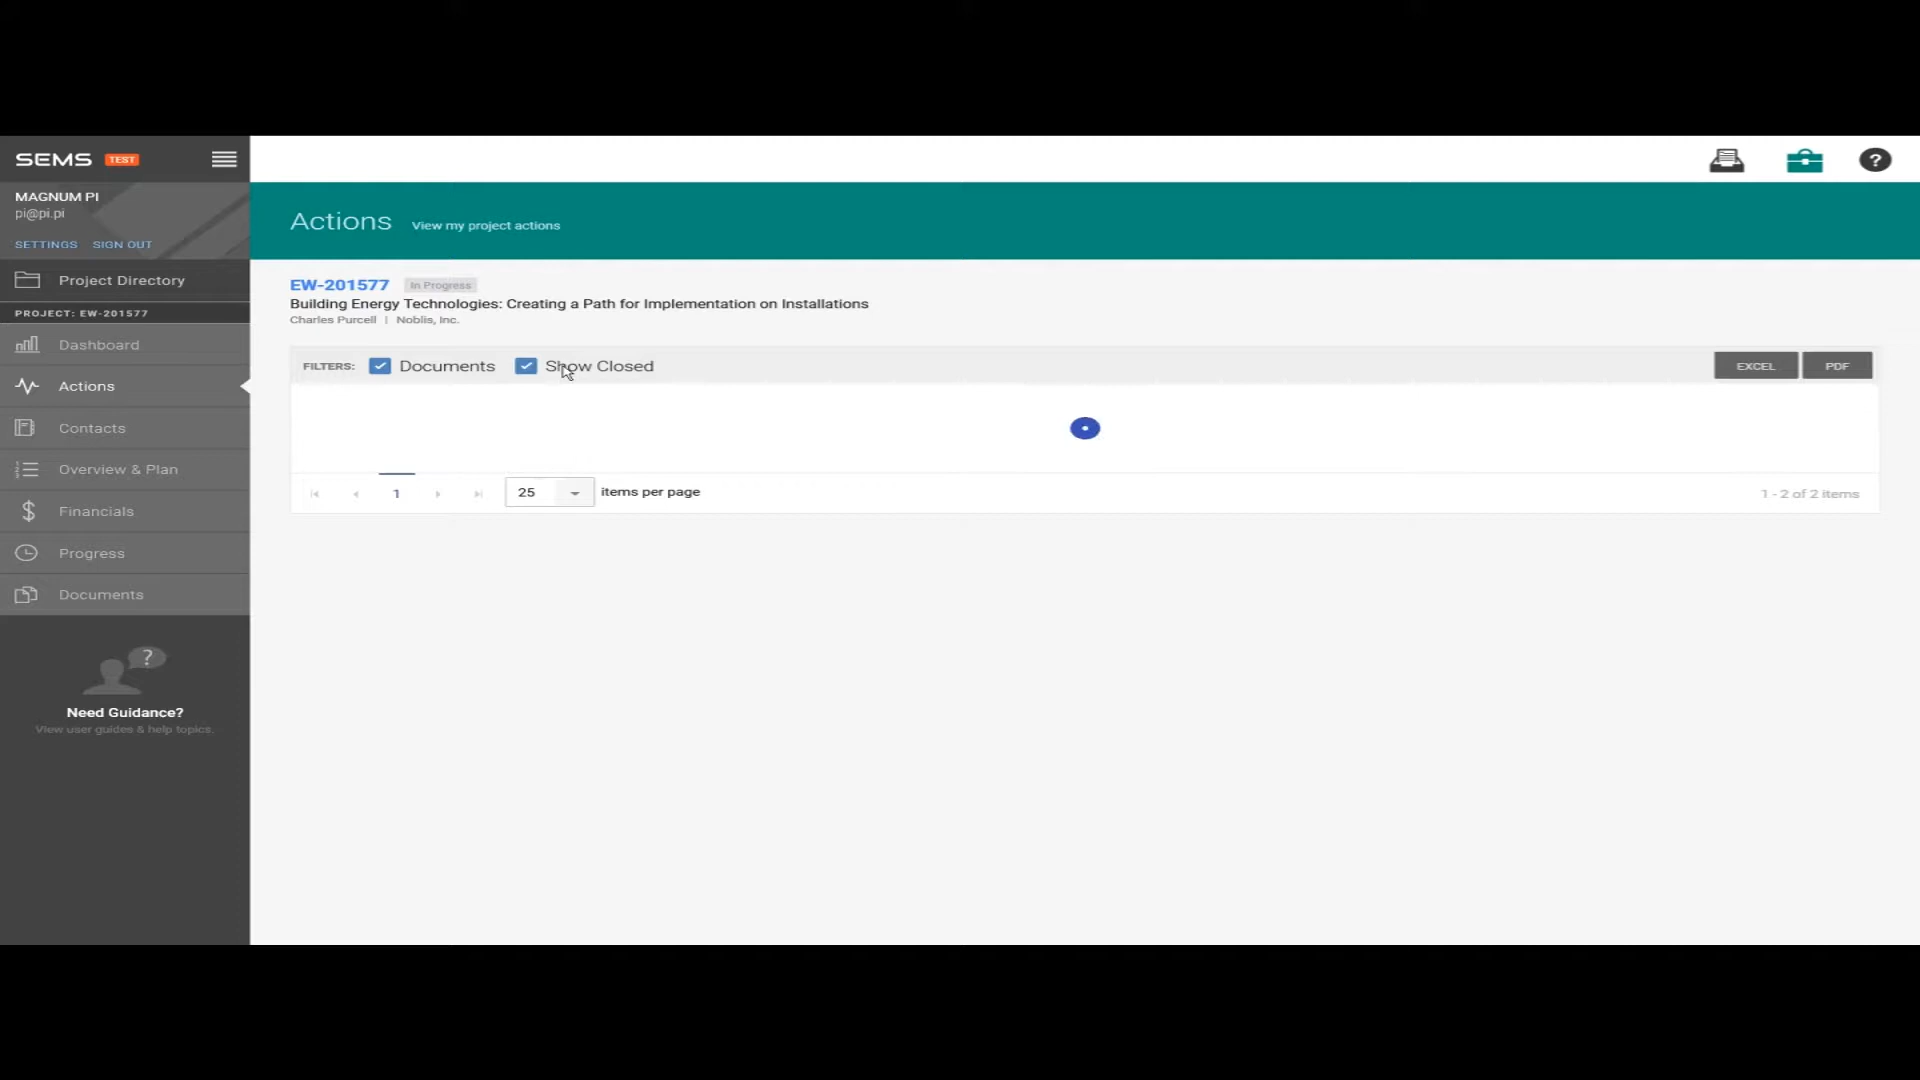 SEMS TEST
MAGNUM PI
pi@pi.pi
SETTINGS SIGN OUT
Project Directory
PROJECT: EW-201577
Dashboard
Actions
Contacts
Overview & Plan
Financials
Progress
Documents
?
Need Guidance?
View user guides & help topics.
?
Actions View my project actions
EW-201577 In Progress
Building Energy Technologies: Creating a Path for Implementation on Installations
Charles Purcell | Noblis, Inc.
FILTERS: Documents Show Closed EXCEL PDF
1 25 items per page 1 - 2 of 2 items